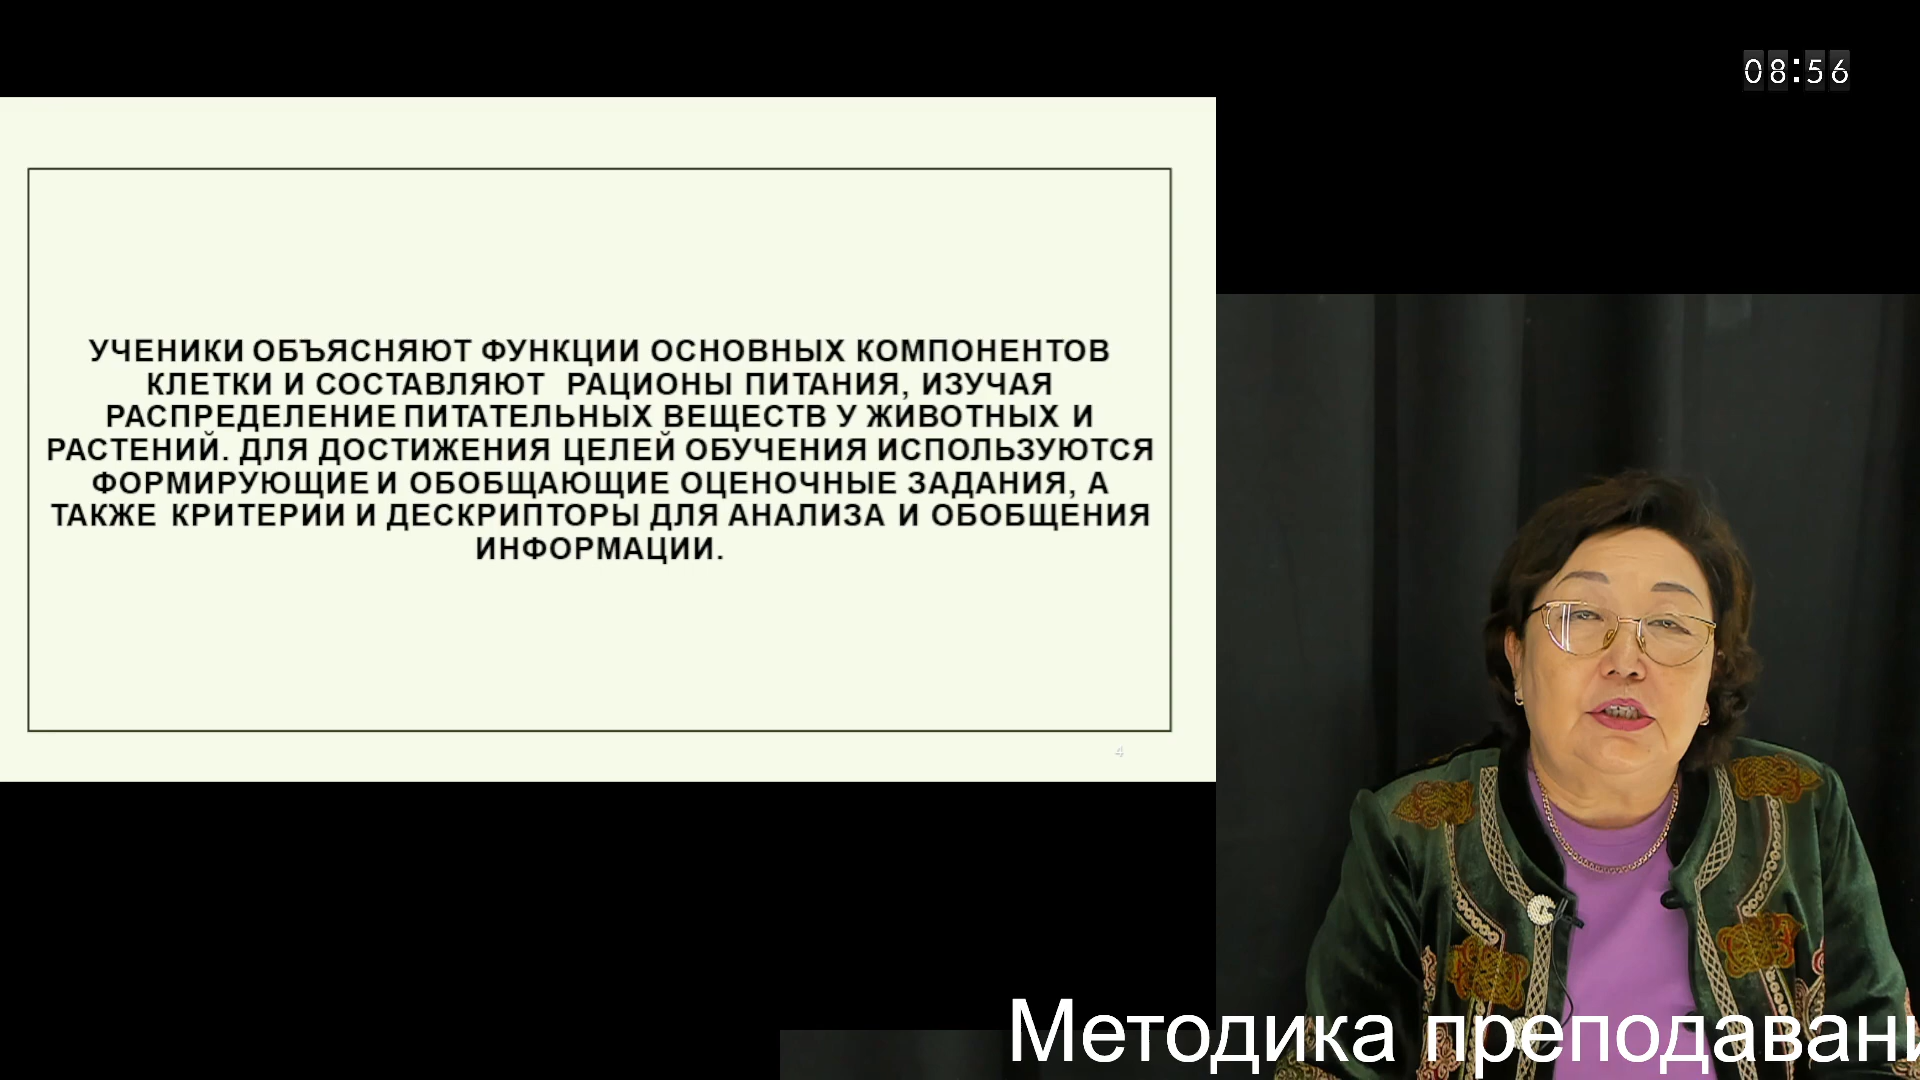 08:56
УЧЕНИКИ ОБЪЯСНЯЮТ ФУНКЦИИ ОСНОВНЫХ КОМПОНЕНТОВ
КЛЕТКИ И СОСТАВЛЯЮТ РАЦИОНЫ ПИТАНИЯ, ИЗУЧАЯ
РАСПРЕДЕЛЕНИЕ ПИТАТЕЛЬНЫХ ВЕЩЕСТВ У ЖИВОТНЫХ И
РАСТЕНИЙ. ДЛЯ ДОСТИЖЕНИЯ ЦЕЛЕЙ ОБУЧЕНИЯ ИСПОЛЬЗУЮТСЯ
ФОРМИРУЮЩИЕ И ОБОБЩАЮЩИЕ ОЦЕНОЧНЫЕ ЗАДАНИЯ, А
ТАКЖЕ КРИТЕРИИ И ДЕСКРИПТОРЫ ДЛЯ АНАЛИЗА И ОБОБЩЕНИЯ
ИНФОРМАЦИИ.
4
Методика преподавани